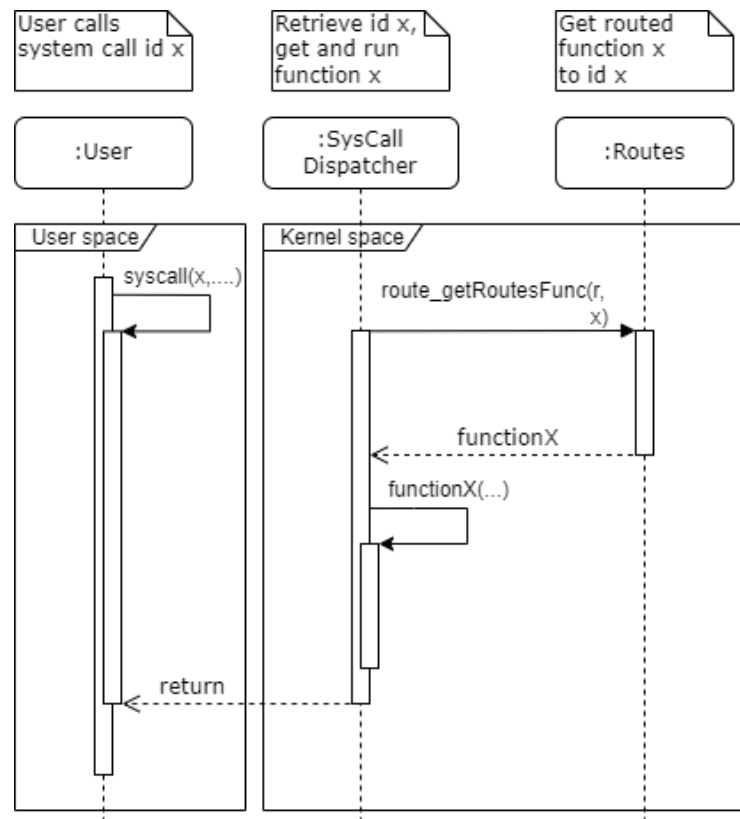 User calls
system call id x
Retrieve id x,
get and run
function x
Get routed
function x
to id x
:User
:SysCall
Dispatcher
:Routes
User space
Kernel space
syscall(x,....)
route_getRoutesFunc(r,
x)
functionX
functionX(...)
return